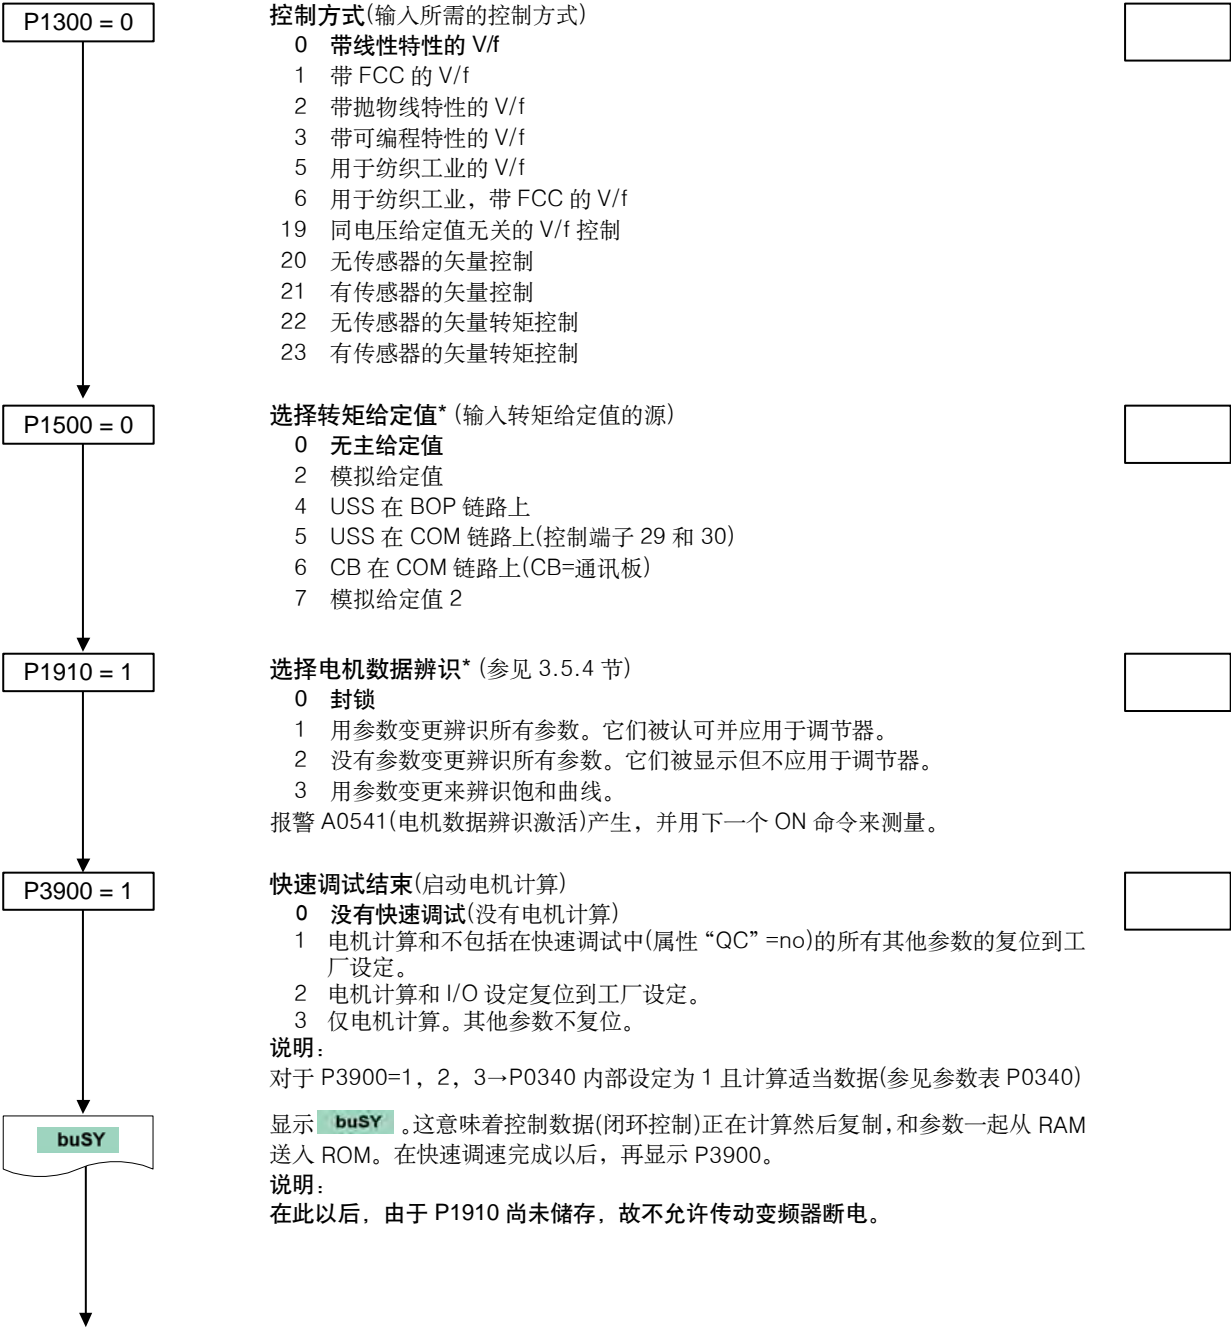 P1300 = 0
控制方式(输入所需的控制方式)
0 带线性特性的 V/f
1 带 FCC 的 V/f
2 带抛物线特性的 V/f
3 带可编程特性的 V/f
5 用于纺织工业的 V/f
6 用于纺织工业，带 FCC 的 V/f
19 同电压给定值无关的 V/f 控制
20 无传感器的矢量控制
21 有传感器的矢量控制
22 无传感器的矢量转矩控制
23 有传感器的矢量转矩控制
P1500 = 0
选择转矩给定值* (输入转矩给定值的源)
0 无主给定值
2 模拟给定值
4 USS 在 BOP 链路上
5 USS 在 COM 链路上(控制端子 29 和 30)
6 CB 在 COM 链路上(CB=通讯板)
7 模拟给定值 2
P1910 = 1
选择电机数据辨识* (参见 3.5.4 节)
0 封锁
1 用参数变更辨识所有参数。它们被认可并应用于调节器。
2 没有参数变更辨识所有参数。它们被显示但不应用于调节器。
3 用参数变更来辨识饱和曲线。
报警 A0541(电机数据辨识激活)产生，并用下一个 ON 命令来测量。
P3900 = 1
快速调试结束(启动电机计算)
0 没有快速调试(没有电机计算)
1 电机计算和不包括在快速调试中(属性 “QC” =no)的所有其他参数的复位到工
厂设定。
2 电机计算和 I/O 设定复位到工厂设定。
3 仅电机计算。其他参数不复位。
说明：
对于 P3900=1，2，3→P0340 内部设定为 1 且计算适当数据(参见参数表 P0340)
buSY
显示 buSY 。这意味着控制数据(闭环控制)正在计算然后复制，和参数一起从 RAM
送入 ROM。在快速调速完成以后，再显示 P3900。
说明：
在此以后，由于 P1910 尚未储存，故不允许传动变频器断电。